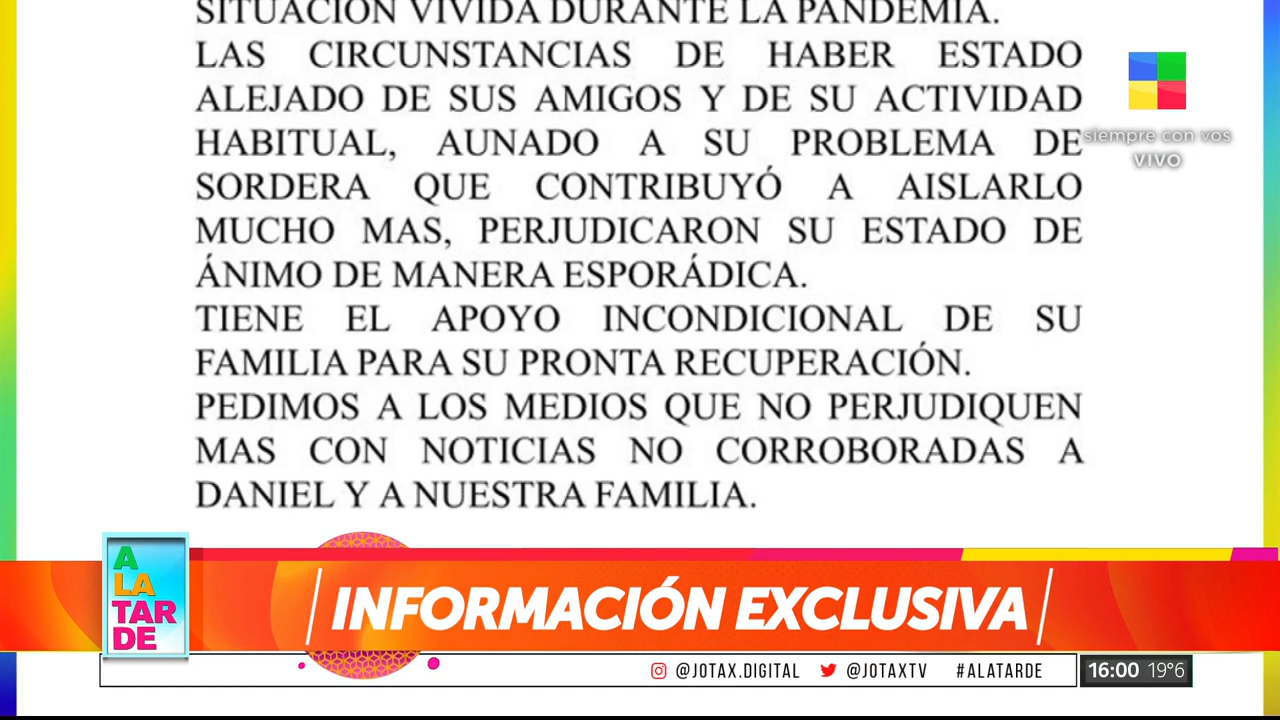 SITUACIÓN VIVIDA DURANTE LA PANDEMIA.
LAS CIRCUNSTANCIAS DE HABER ESTADO
ALEJADO DE SUS AMIGOS Y DE SU ACTIVIDAD
HABITUAL, AUNADO A SU PROBLEMA DE
SORDERA QUE CONTRIBUYÓ A AISLARLO
MUCHO MAS, PERJUDICARON SU ESTADO DE
ÁNIMO DE MANERA ESPORÁDICA.
TIENE EL APOYO INCONDICIONAL DE SU
FAMILIA PARA SU PRONTA RECUPERACIÓN.
PEDIMOS A LOS MEDIOS QUE NO PERJUDIQUEN
MAS CON NOTICIAS NO CORROBORADAS A
DANIEL Y A NUESTRA FAMILIA.
siempre con vos
VIVO
A
LA
TAR
DE
INFORMACIÓN EXCLUSIVA
@JOTAX.DIGITAL @JOTAXTV #ALATARDE
16:00 19°6